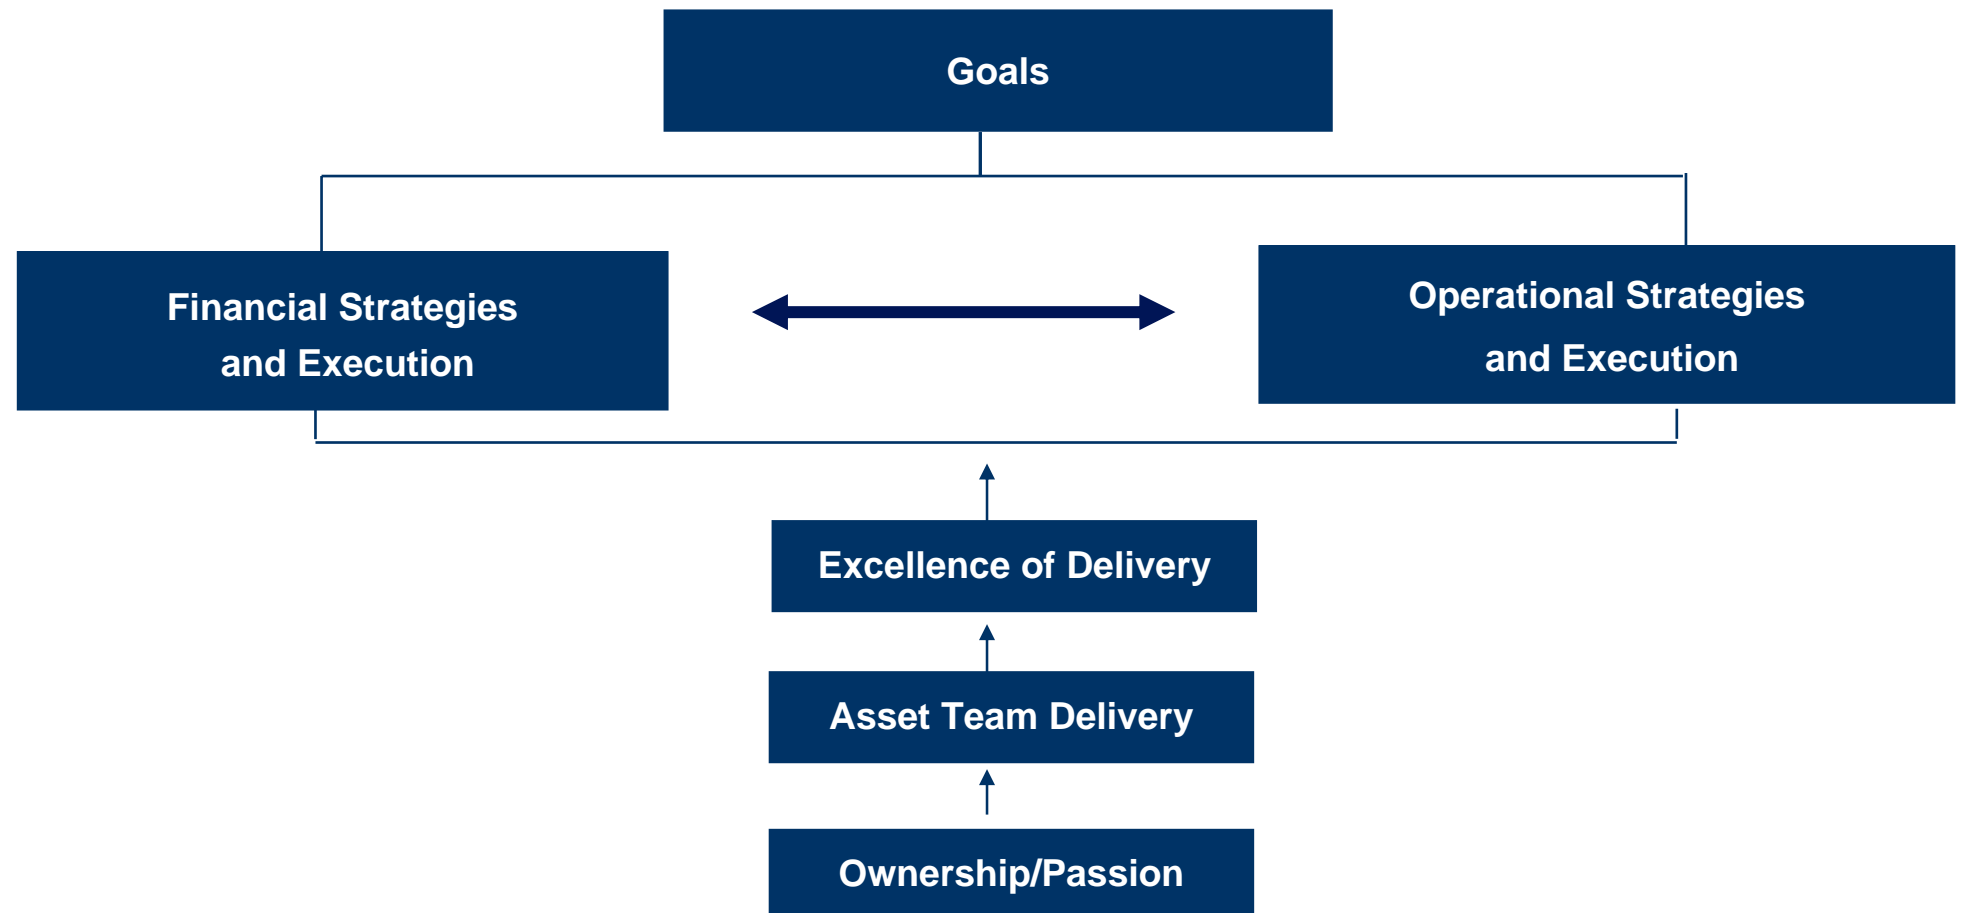 Goals
Financial Strategies
and Execution
Operational Strategies
and Execution
Excellence of Delivery
Asset Team Delivery
Ownership/Passion